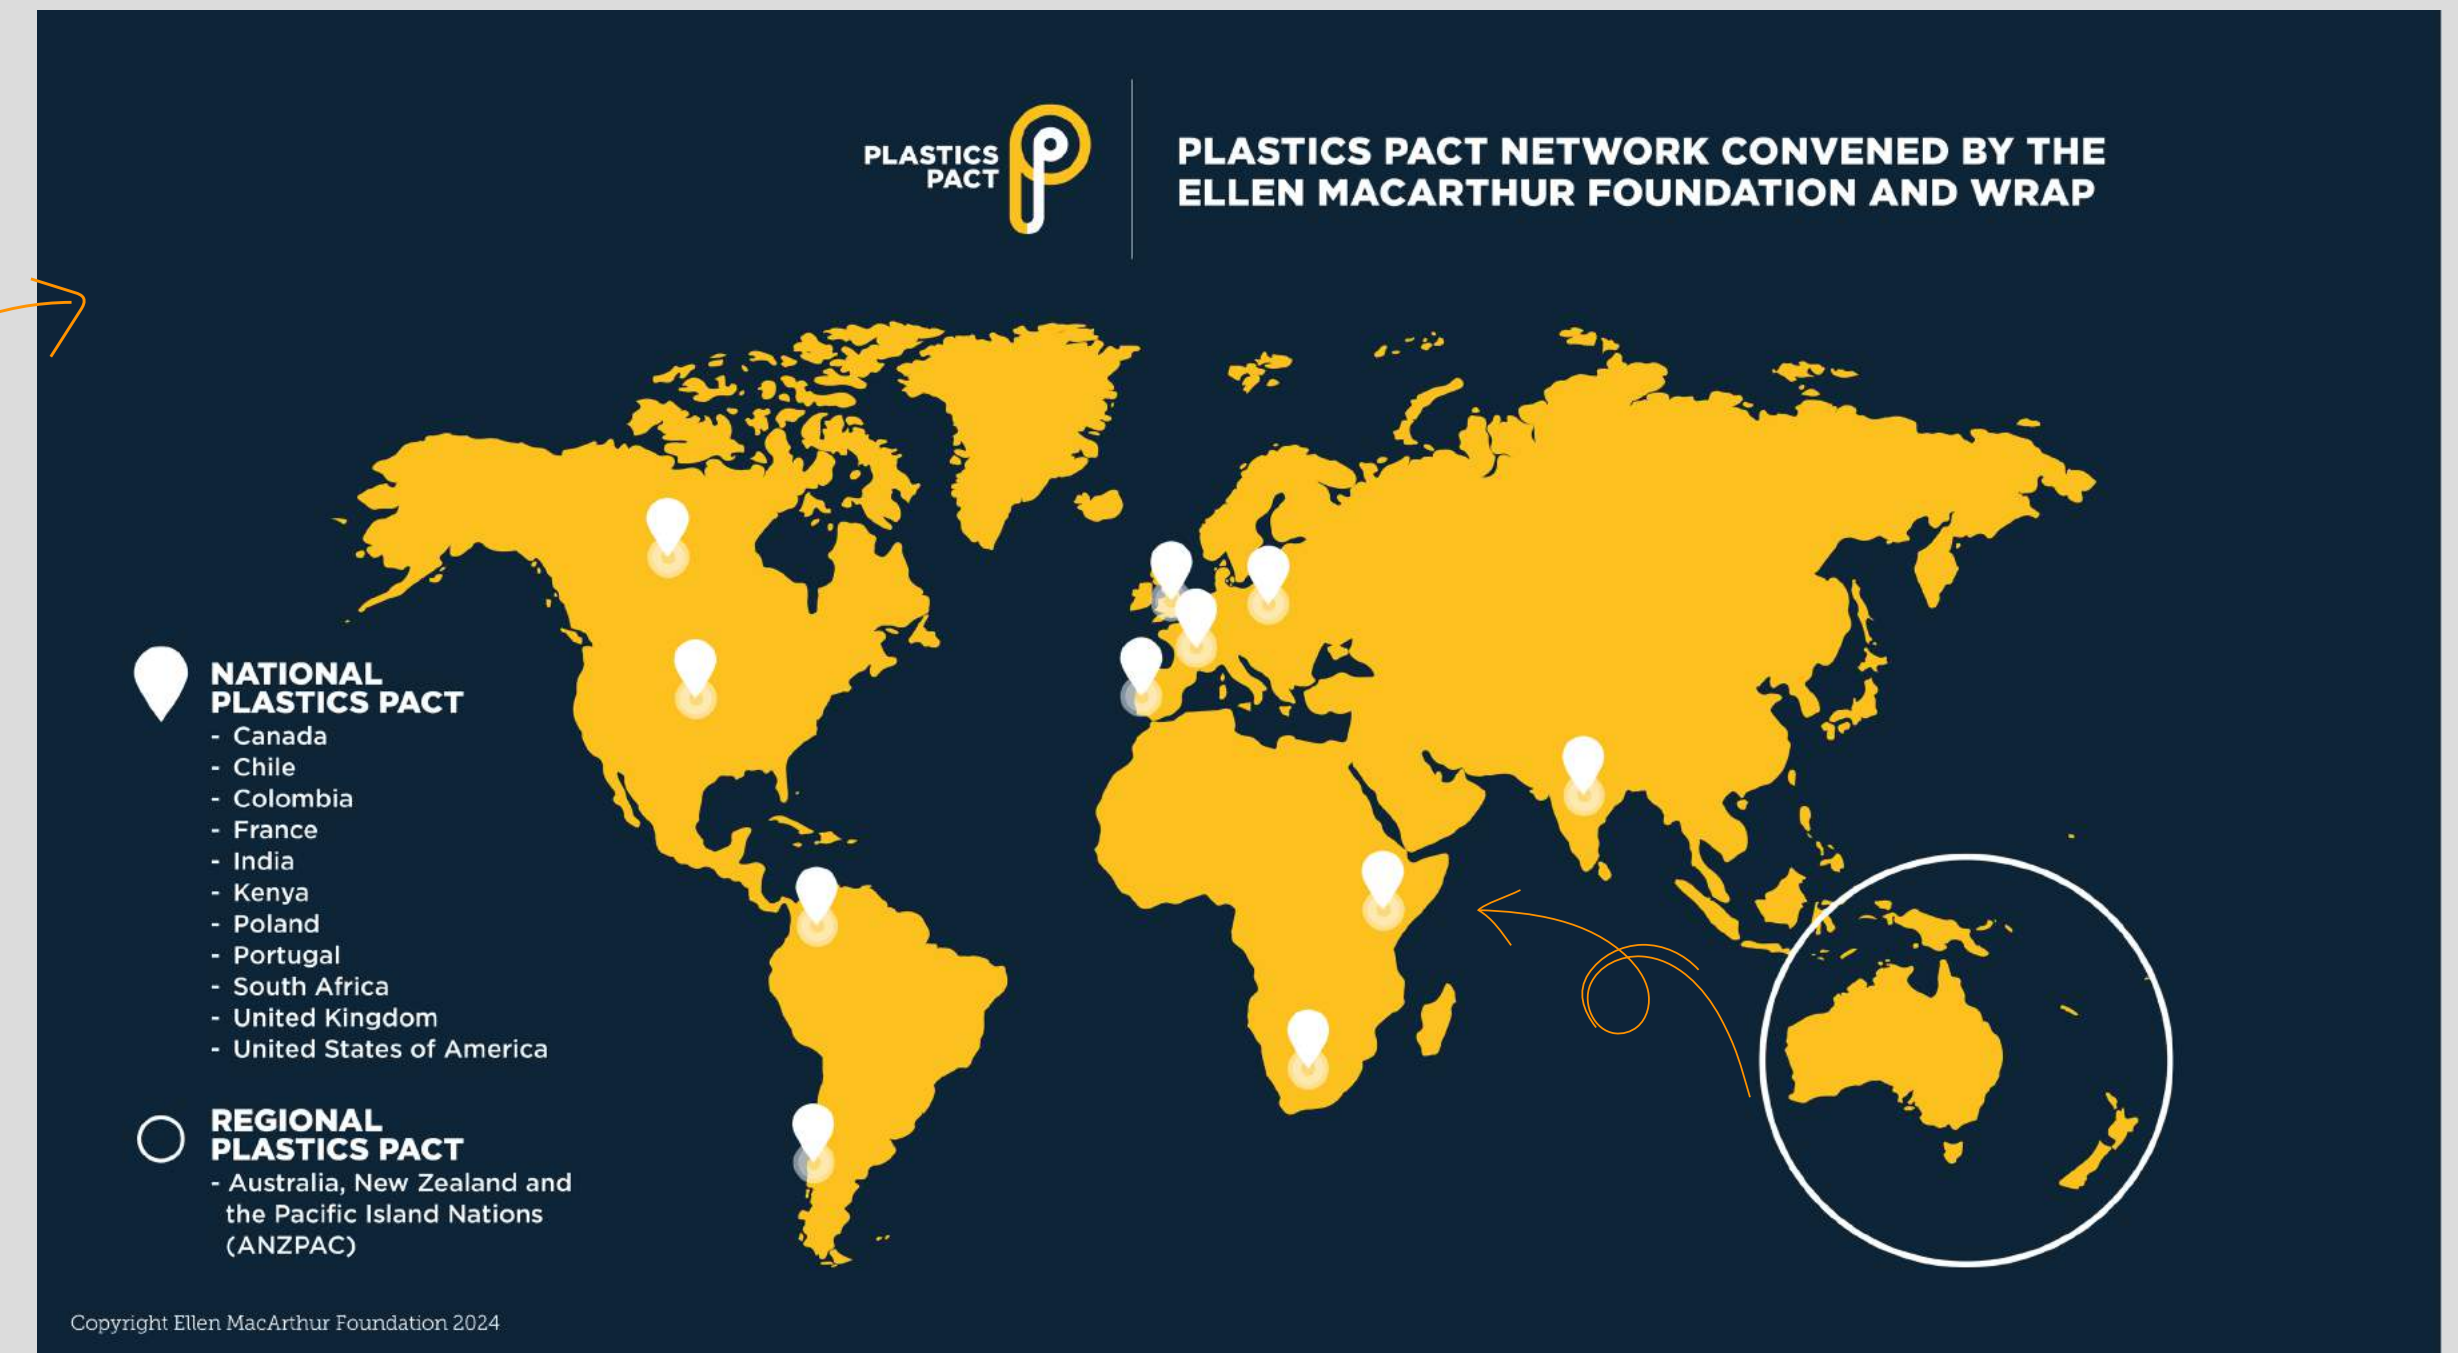 PLASTICS
PACT
PLASTICS PACT NETWORK CONVENED BY THE
ELLEN MACARTHUR FOUNDATION AND WRAP
NATIONAL
PLASTICS PACT
- Canada
- Chile
- Colombia
- France
- India
- Kenya
- Poland
- Portugal
- South Africa
- United Kingdom
- United States of America
REGIONAL
PLASTICS PACT
- Australia, New Zealand and
the Pacific Island Nations
(ANZPAC)
Copyright Ellen MacArthur Foundation 2024